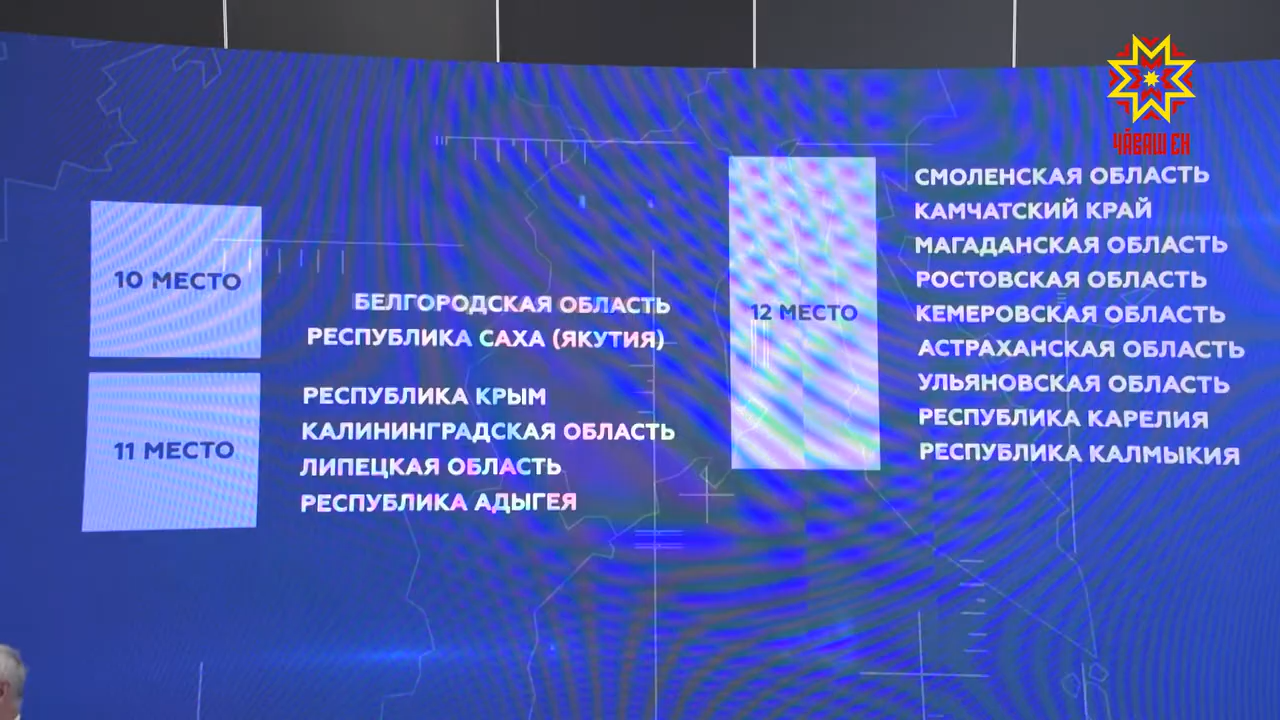 ЧӐВАШ ЕН
10 МЕСТО
БЕЛГОРОДСКАЯ ОБЛАСТЬ
РЕСПУБЛИКА САХА (ЯКУТИЯ)
11 МЕСТО
РЕСПУБЛИКА КРЫМ
КАЛИНИНГРАДСКАЯ ОБЛАСТЬ
ЛИПЕЦКАЯ ОБЛАСТЬ
РЕСПУБЛИКА АДЫГЕЯ
12 МЕСТО
СМОЛЕНСКАЯ ОБЛАСТЬ
КАМЧАТСКИЙ КРАЙ
МАГАДАНСКАЯ ОБЛАСТЬ
РОСТОВСКАЯ ОБЛАСТЬ
КЕМЕРОВСКАЯ ОБЛАСТЬ
АСТРАХАНСКАЯ ОБЛАСТЬ
УЛЬЯНОВСКАЯ ОБЛАСТЬ
РЕСПУБЛИКА КАРЕЛИЯ
РЕСПУБЛИКА КАЛМЫКИЯ